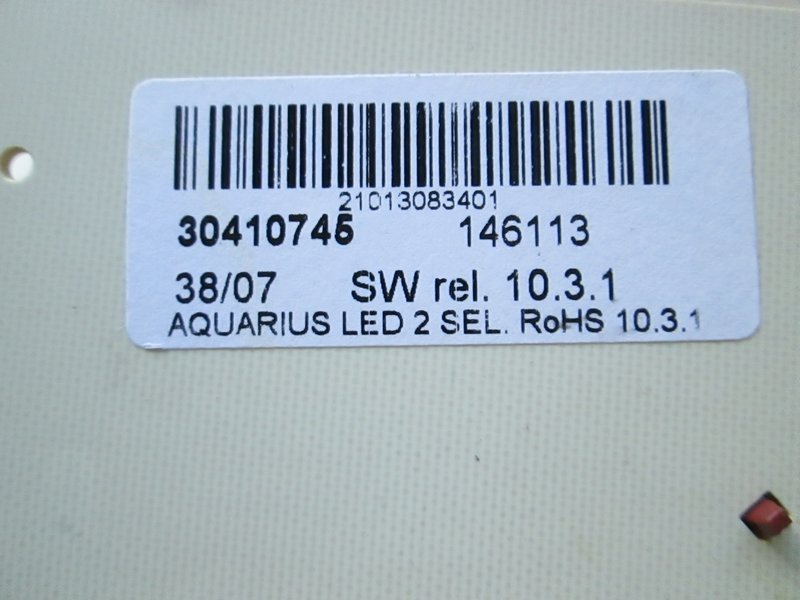 21013083401
30410745 146113
38/07 SW rel. 10.3.1
AQUARIUS LED 2 SEL. RoHS 10.3.1